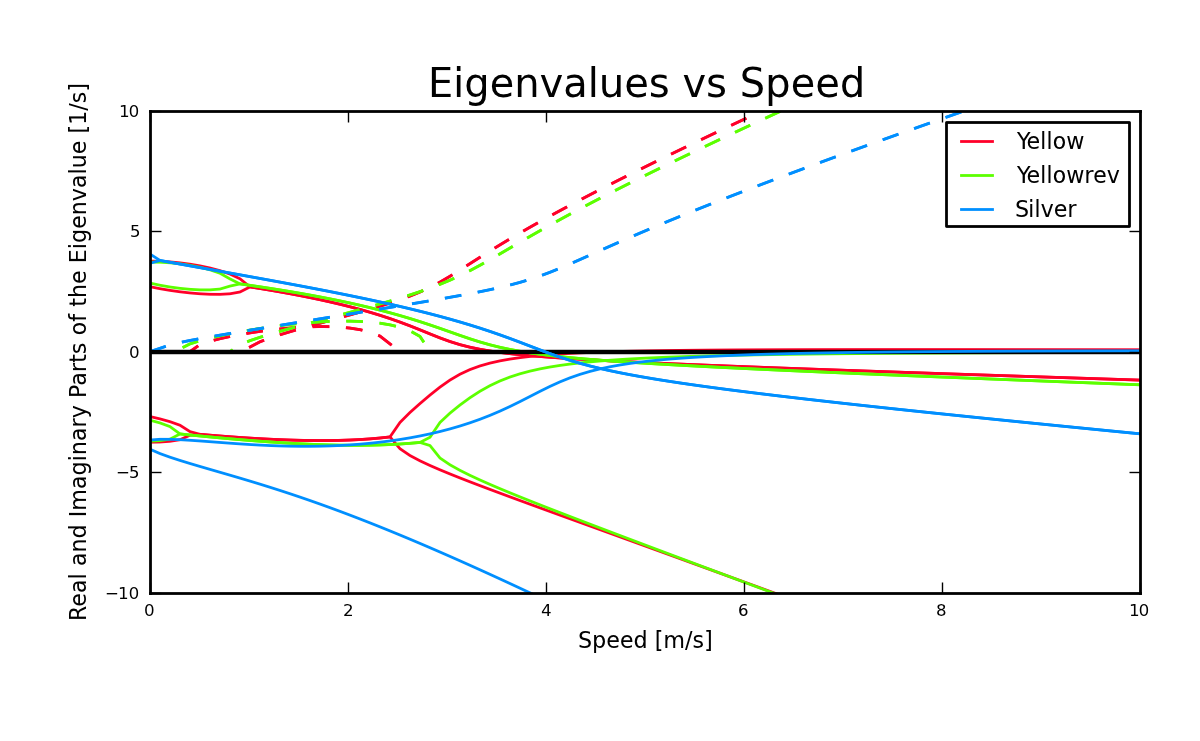 Eigenvalues vs Speed
Real and Imaginary Parts of the Eigenvalue [1/s]
10
5
0
−5
−10
Yellow
Yellowrev
Silver
0 2 4 6 8 10
Speed [m/s]